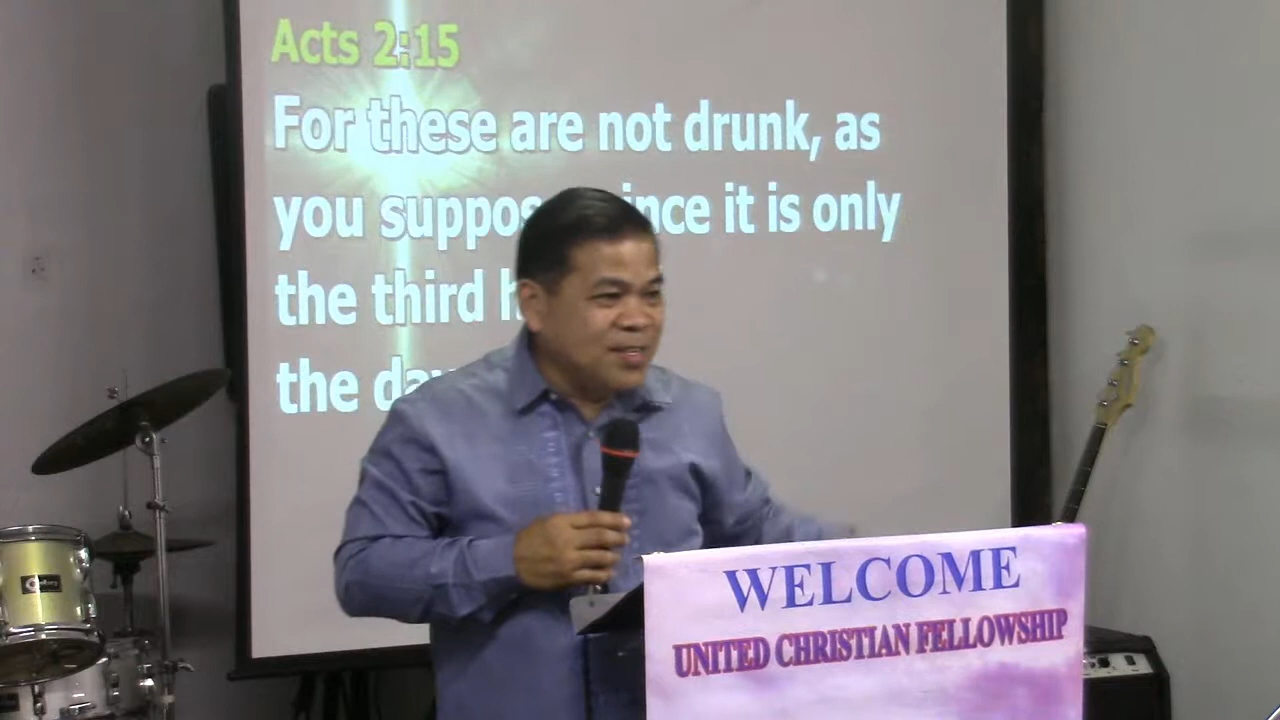 Acts 2:15
For these are not drunk, as
you suppos ince it is only
the third h
the day
WELCOME
UNITED CHRISTIAN FELLOWSHIP